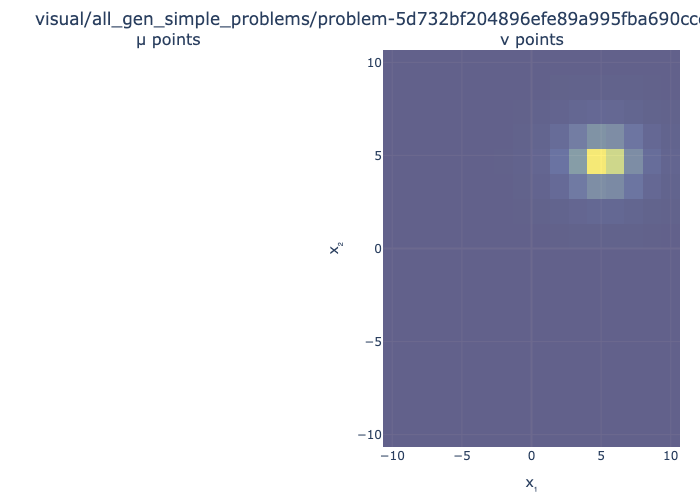 visual/all_gen_simple_problems/problem-5d732bf204896efe89a995fba690cc
μ points
ν points
10
5
0
−5
−10
x₂
−10
−5
0
5
10
x₁